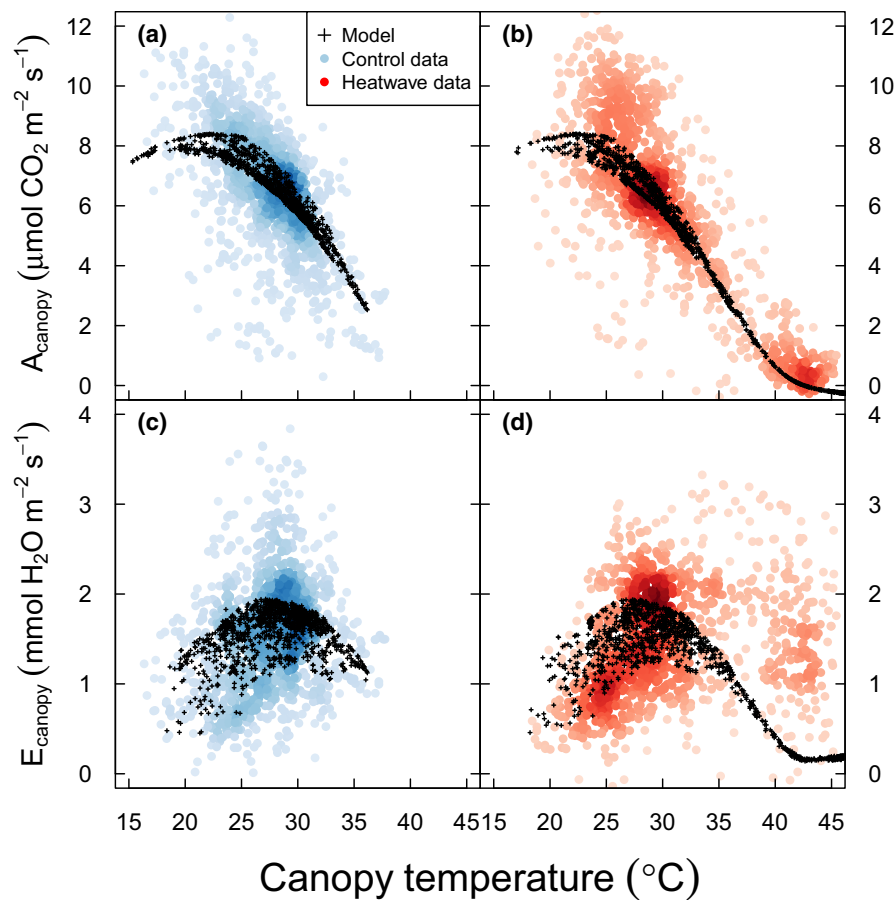 (a)
+ Model
Control data
Heatwave data
(b)
12
10
8
6
4
2
0
A_canopy (μmol CO₂ m⁻² s⁻¹)
12
10
8
6
4
2
0
(c)
(d)
4
3
2
1
0
E_canopy (mmol H₂O m⁻² s⁻¹)
4
3
2
1
0
15 20 25 30 35 40 45
15 20 25 30 35 40 45
Canopy temperature (°C)